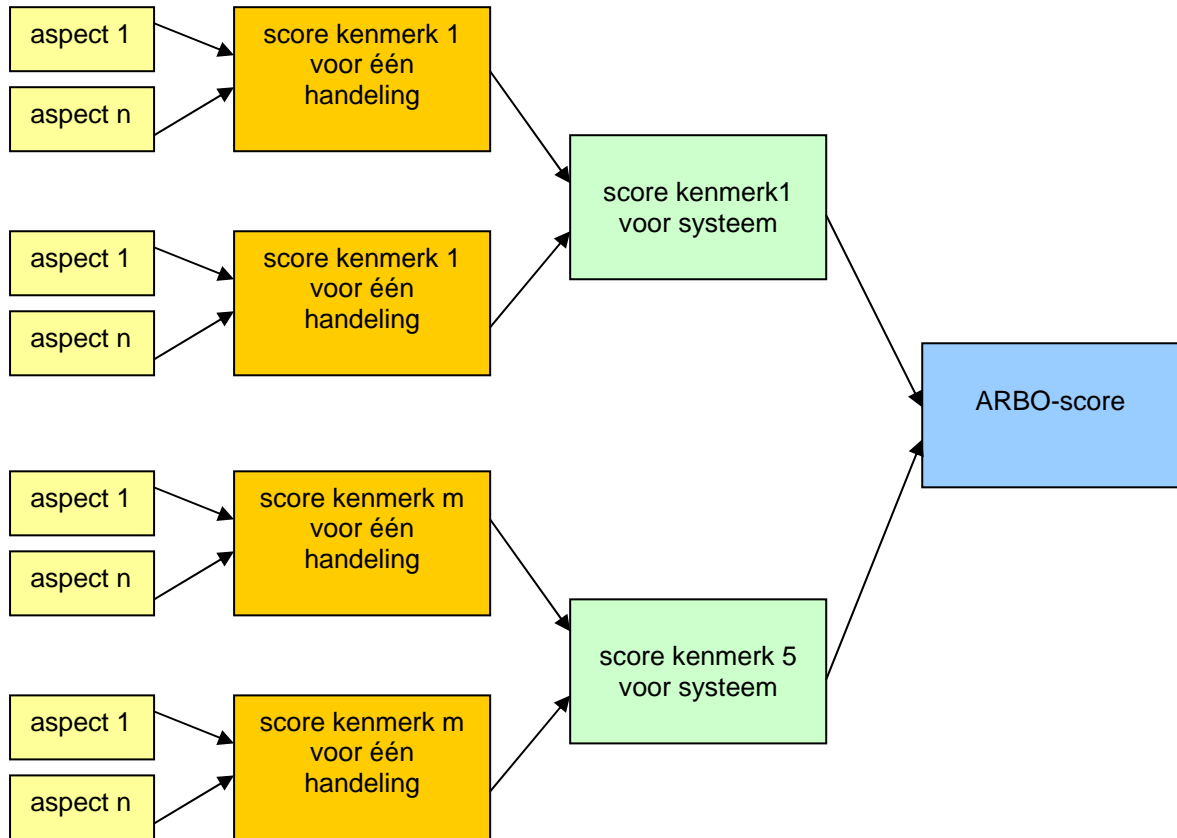 aspect 1
aspect n
score kenmerk 1
voor één
handeling
aspect 1
aspect n
score kenmerk 1
voor één
handeling
score kenmerk1
voor systeem
ARBO-score
aspect 1
aspect n
score kenmerk m
voor één
handeling
aspect 1
aspect n
score kenmerk m
voor één
handeling
score kenmerk 5
voor systeem